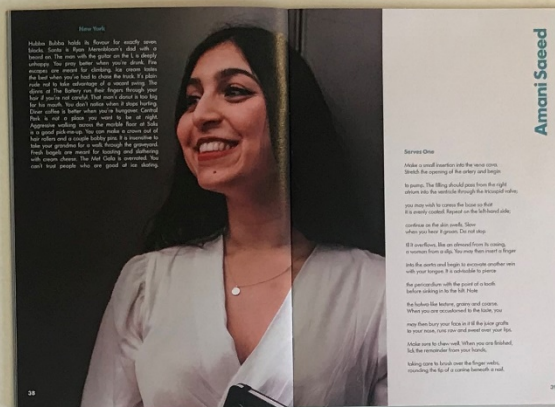 New York
Hubba Bubba holds its flavour for exactly seven
blocks. Santa is Ryan Merenbloom's dad with a
beard on. The man with the guitar on the L is deeply
unhappy. You pray better when you're drunk. Fire
escapes are meant for climbing. Ice cream tastes
the best when you've had to chase the truck. It's plain
rude not to take advantage of a vacant swing. The
dinne at The Battery run their fingers through your
hair if you're not careful. That man's donut is too big
for his mouth. You don't notice when it stops hurting.
Diner coffee is better when you're hungover. Central
Park is not a place you want to be at night.
Aggressive walking across the marble floor at Saks
is a good pick-me-up. You can make a crown out of
hair rollers and a couple bobby pins. It is insensitive to
take your grandma for a walk through the graveyard.
Fresh bagels are meant for toasting and slathering
with cream cheese. The Met Gala is overrated. You
can't trust people who are good at ice skating.
38
Amani Saeed
Serves One
Make a small insertion into the vena cava.
Stretch the opening of the artery and begin
to pump. The filling should pass from the right
atrium into the ventricle through the tricuspid valve;
you may wish to caress the base so that
it is evenly coated. Repeat on the left-hand side;
continue as the skin swells. Slow
when you hear it groan. Do not stop
till it overflows, like an almond from its casing,
a woman from a slip. You may then insert a finger
into the aorta and begin to excavate another vein
with your tongue. It is advisable to pierce
the pericardium with the point of a tooth
before sinking in to the hilt. Note
the halwa-like texture, grainy and coarse.
When you are accustomed to the taste, you
may then bury your face in it till the juice grafts
to your nose, runs raw and sweet over your lips.
Make sure to chew well. When you are finished,
lick the remainder from your hands,
taking care to brush over the finger webs,
rounding the tip of a canine beneath a nail,